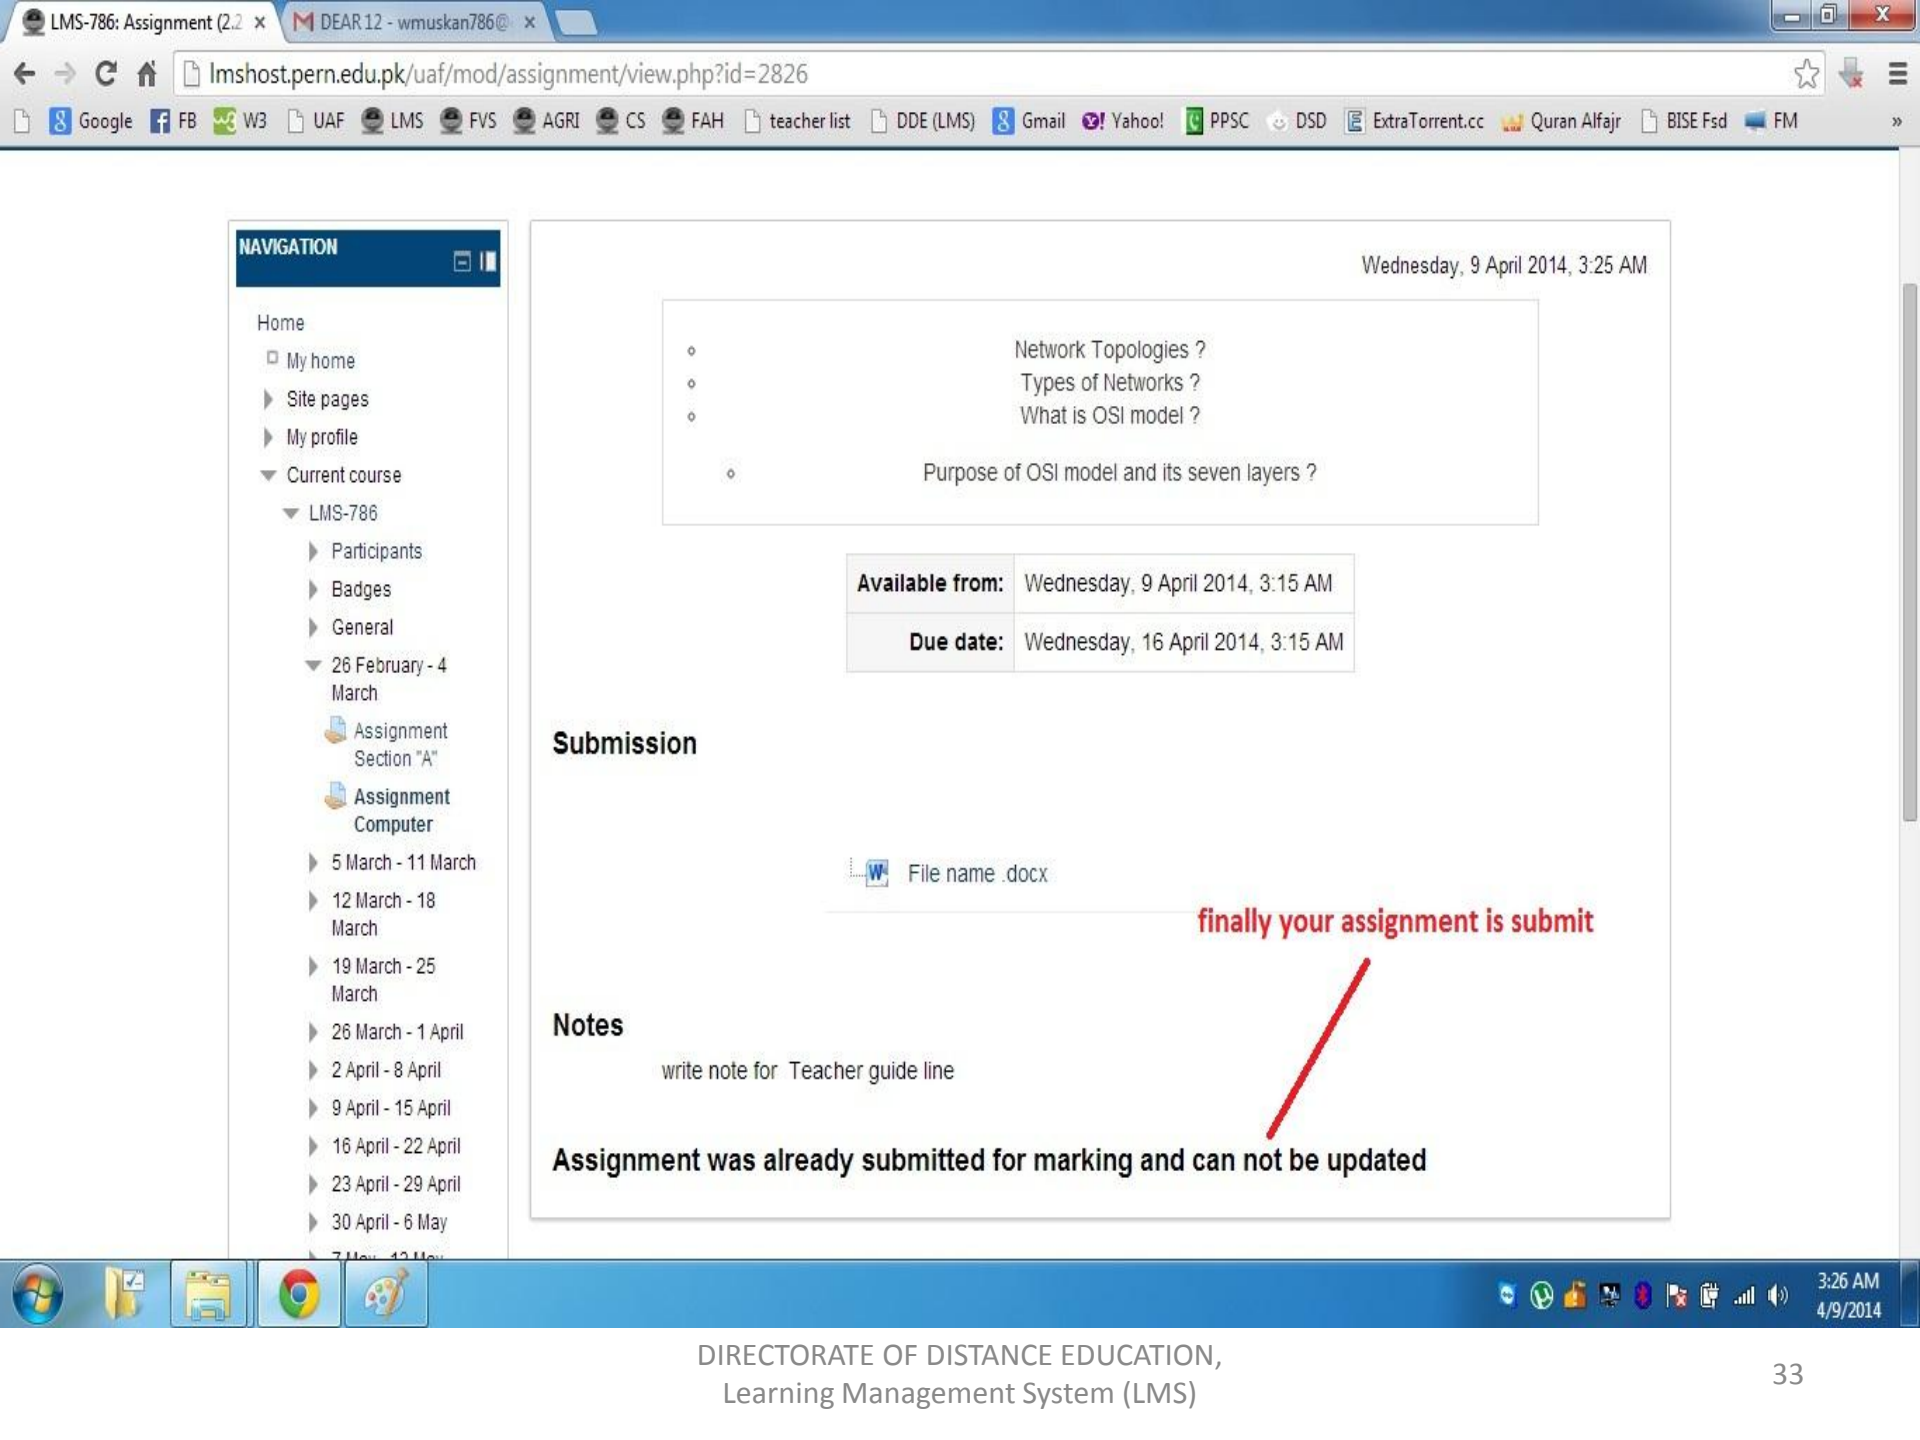 LMS-786: Assignment (2.2
DEAR 12 - wmuskan786@
lmshost.pern.edu.pk/uaf/mod/assignment/view.php?id=2826
Google FB W3 UAF LMS FVS AGRI CS FAH teacher list DDE (LMS) Gmail Yahoo! PPSC DSD ExtraTorrent.cc Quran Alfajr BISE Fsd FM »
NAVIGATION
Home
My home
Site pages
My profile
Current course
LMS-786
Participants
Badges
General
26 February - 4
March
Assignment
Section "A"
Assignment
Computer
5 March - 11 March
12 March - 18
March
19 March - 25
March
26 March - 1 April
2 April - 8 April
9 April - 15 April
16 April - 22 April
23 April - 29 April
30 April - 6 May
Wednesday, 9 April 2014, 3:25 AM
Network Topologies ?
Types of Networks ?
What is OSI model ?
Purpose of OSI model and its seven layers ?
Available from: Wednesday, 9 April 2014, 3:15 AM
Due date: Wednesday, 16 April 2014, 3:15 AM
Submission
File name .docx
finally your assignment is submit
Notes
write note for Teacher guide line
Assignment was already submitted for marking and can not be updated
3:26 AM
4/9/2014
DIRECTORATE OF DISTANCE EDUCATION,
Learning Management System (LMS)
33